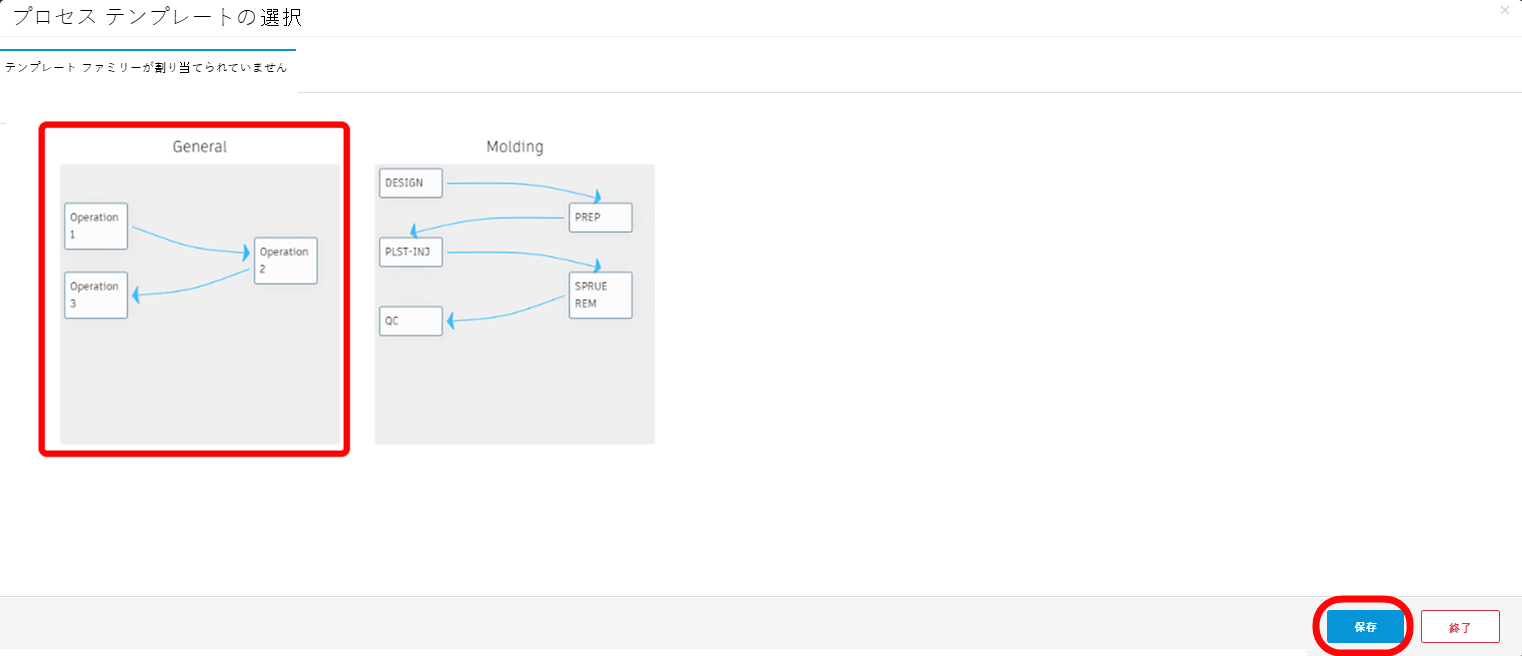 プロセス テンプレートの選択
テンプレート ファミリーが割り当てられていません
General
Operation
1
Operation
2
Operation
3
Molding
DESIGN
PREP
PLST-INJ
SPRUE
REM
QC
保存
終了